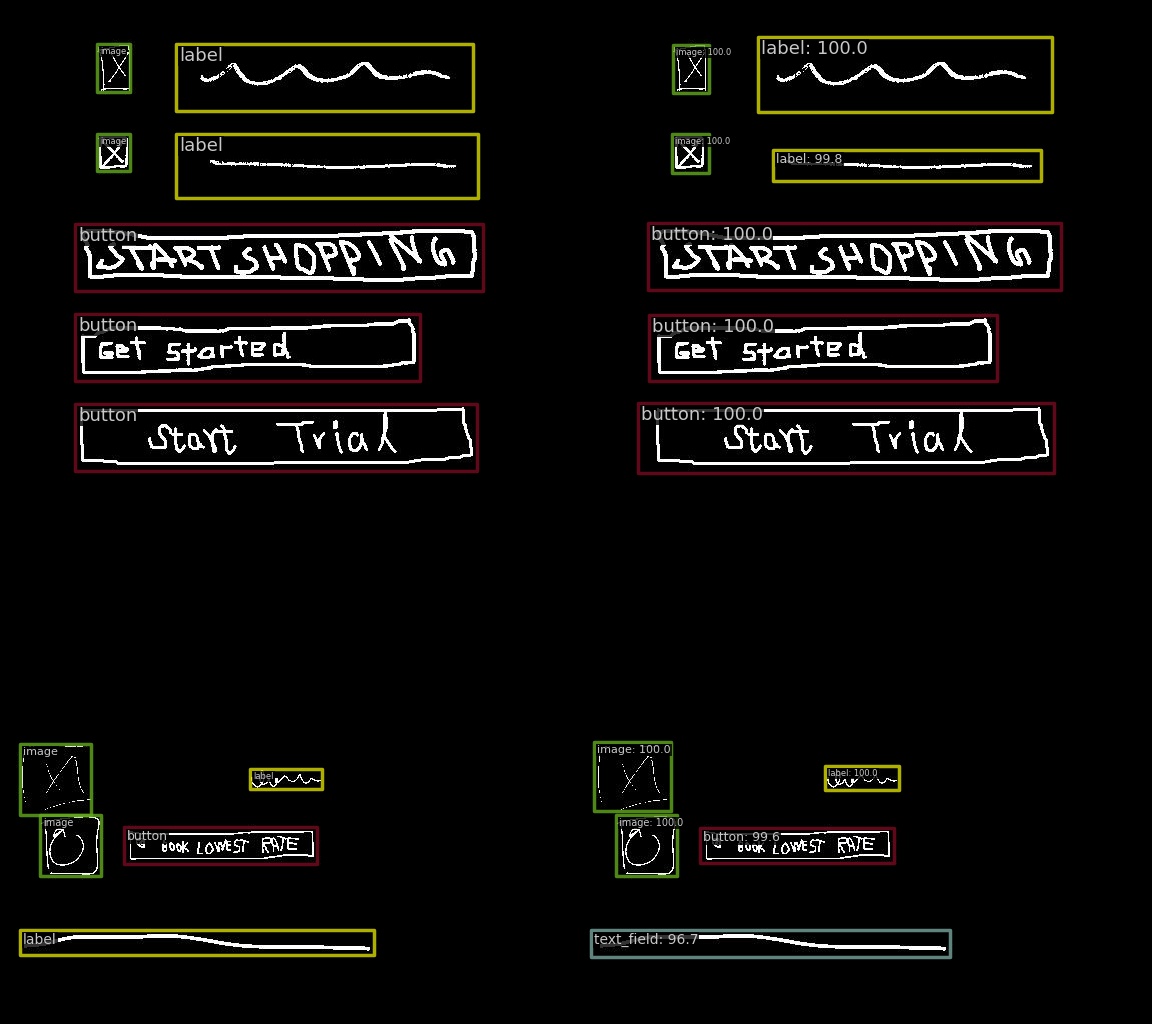 image label image: 100.0 label: 100.0
image label image: 100.0 label: 99.8
button button: 100.0
START SHOPPING START SHOPPING
button button: 100.0
Get Started Get Started
button button: 100.0
Start Trial Start Trial
image image: 100.0
label label: 100.0
image image: 100.0
button button: 99.6
BOOK LOWEST RATE BOOK LOWEST RATE
label text_field: 96.7